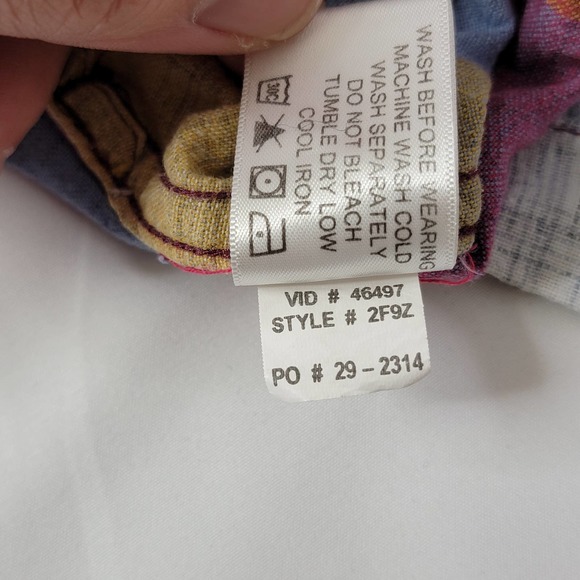 WASH BEFORE WEARING
MACHINE WASH COLD
WASH SEPARATELY
DO NOT BLEACH
TUMBLE DRY LOW
COOL IRON
30C
VID # 46497
STYLE # 2F9Z
PO # 29-2314